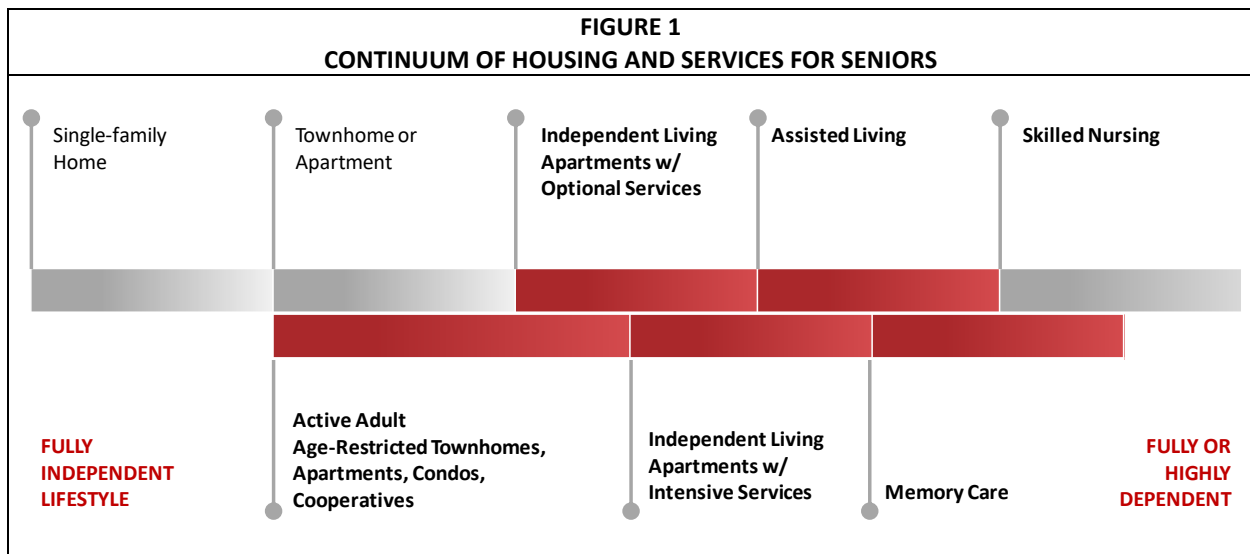 FIGURE 1
CONTINUUM OF HOUSING AND SERVICES FOR SENIORS
Single-family
Home
Townhome or
Apartment
Independent Living
Apartments w/
Optional Services
Assisted Living
Skilled Nursing
FULLY
INDEPENDENT
LIFESTYLE
Active Adult
Age-Restricted Townhomes,
Apartments, Condos,
Cooperatives
Independent Living
Apartments w/
Intensive Services
Memory Care
FULLY OR
HIGHLY
DEPENDENT